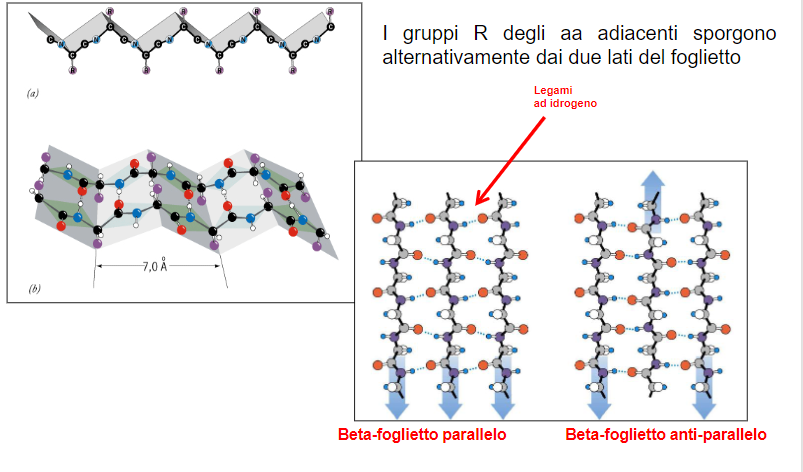 I gruppi R degli aa adiacenti sporgono
alternativamente dai due lati del foglietto
(a)
Legami
ad idrogeno
7,0 Å
(b)
Beta-foglietto parallelo
Beta-foglietto anti-parallelo